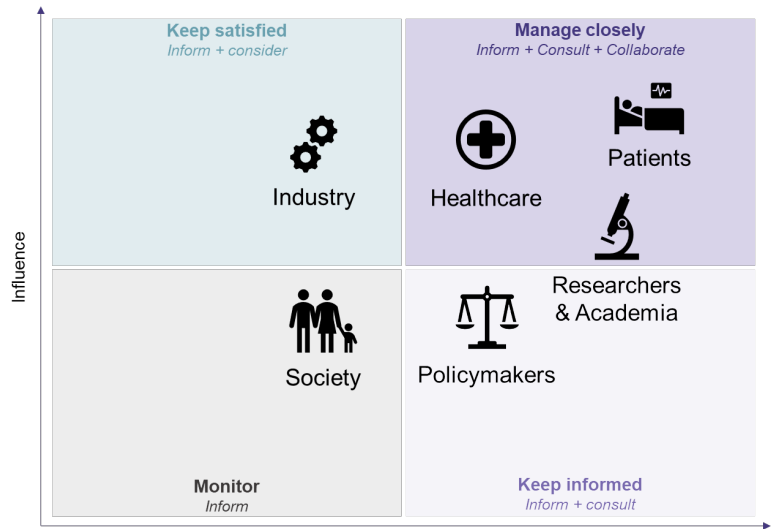 Keep satisfied
Inform + consider
Manage closely
Inform + Consult + Collaborate
Patients
Industry
Healthcare
Influence
Researchers
& Academia
Society
Policymakers
Monitor
Inform
Keep informed
Inform + consult